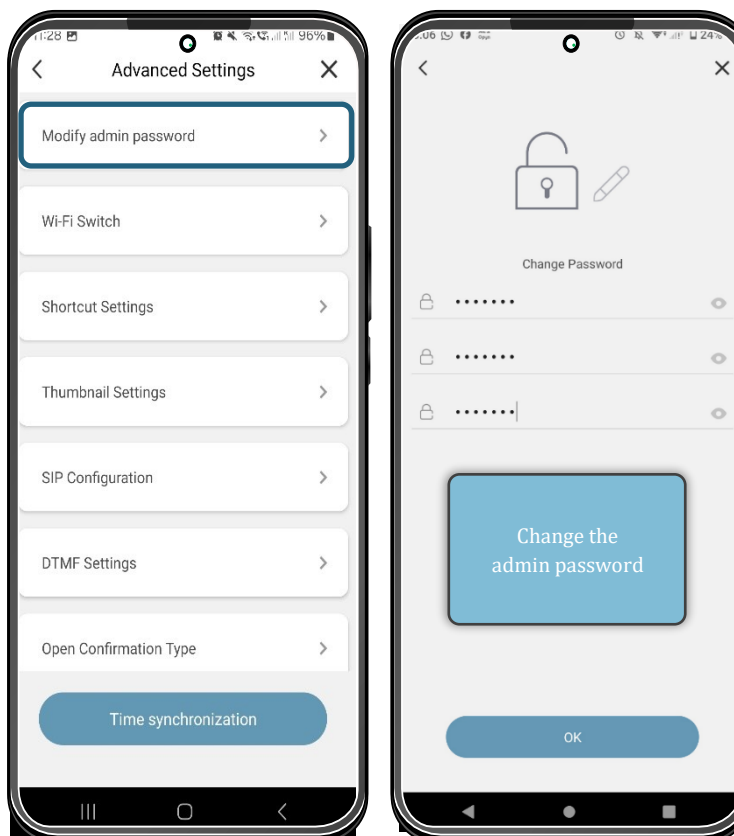 11:28
96%
Advanced Settings
Modify admin password
Wi-Fi Switch
Shortcut Settings
Thumbnail Settings
SIP Configuration
DTMF Settings
Open Confirmation Type
Time synchronization
24%
Change Password
•••••••
•••••••
•••••••
Change the
admin password
OK